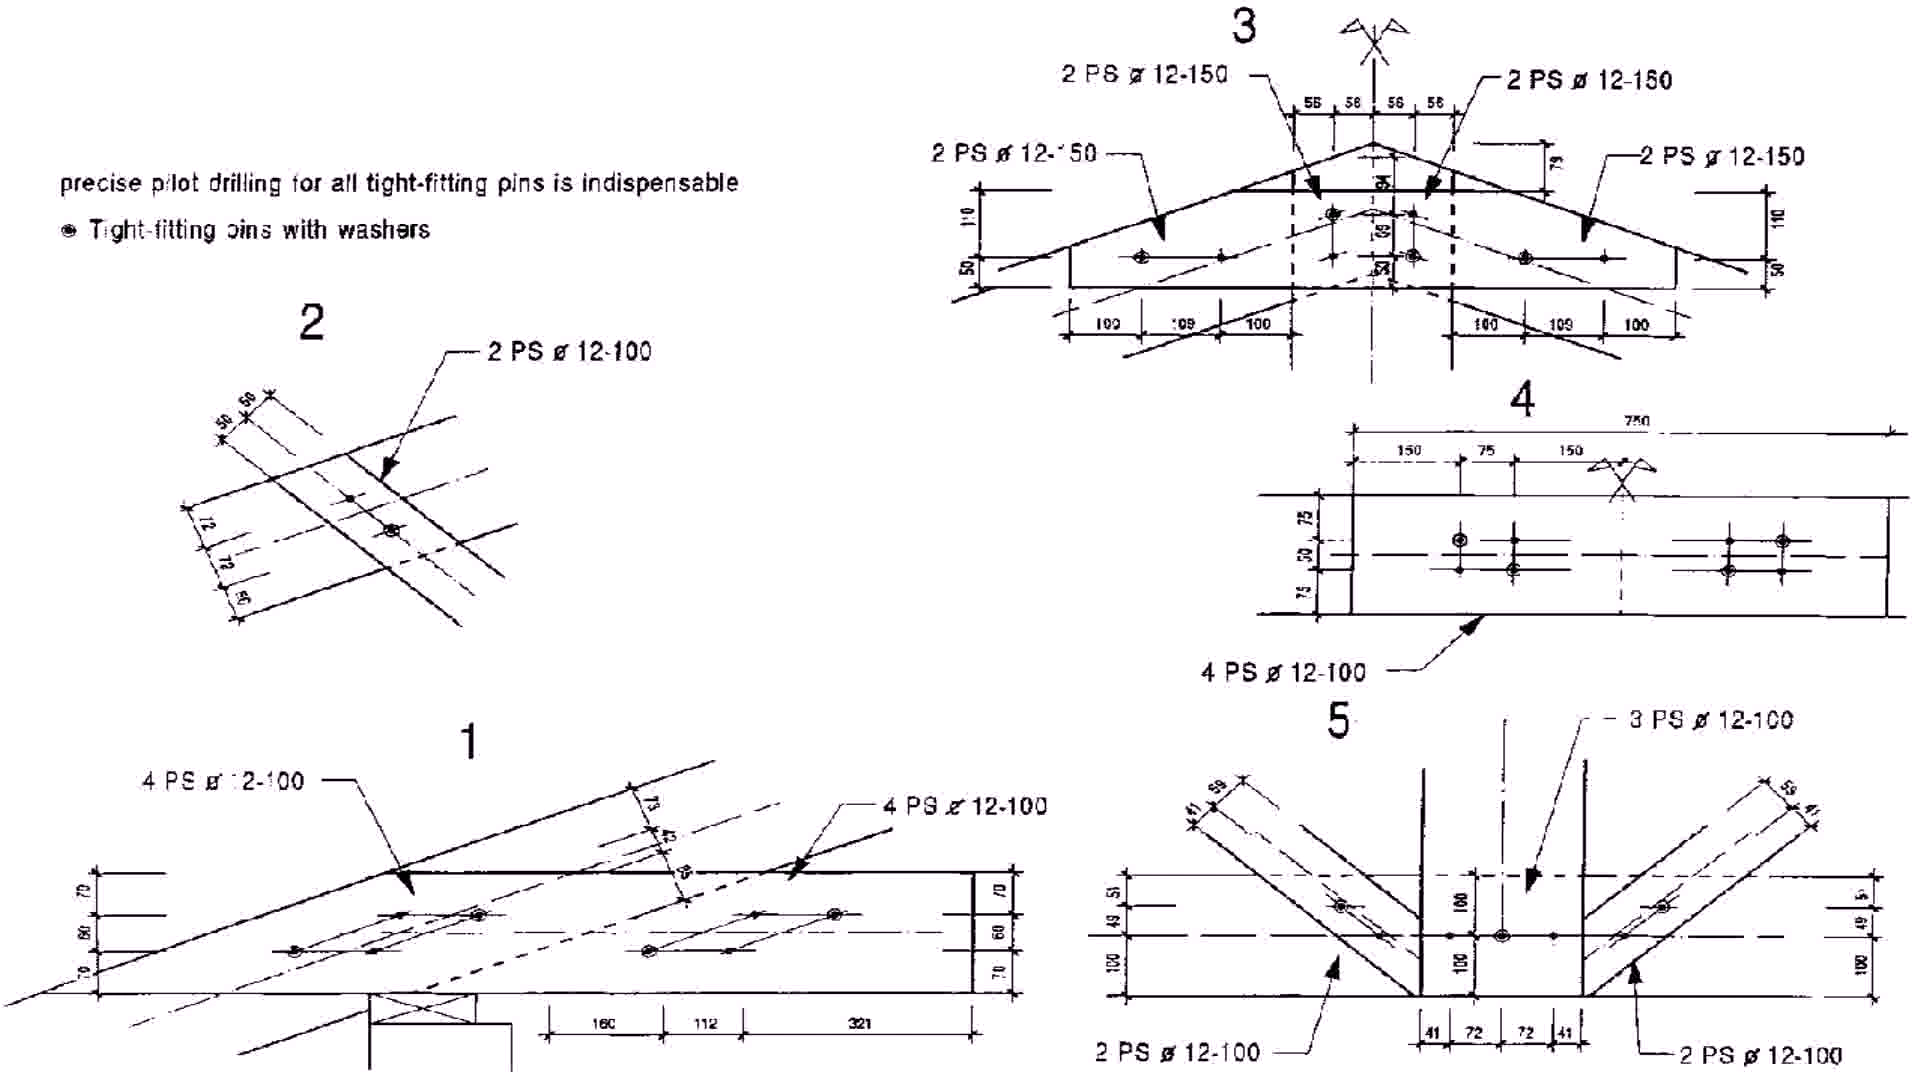 precise pilot drilling for all tight-fitting pins is indispensable
Tight-fitting pins with washers
2
2 PS ø 12-100
50 50
72
72
60
1
4 PS ø 12-100
4 PS ø 12-100
73
42
70
60
70
70
60
70
160 112 321
3
2 PS ø 12-150
2 PS ø 12-150
2 PS ø 12-150
2 PS ø 12-150
56 56 56 56
73
94
110
50
110
50
100 109 100
100 109 100
4
750
150 75 150
75
75
4 PS ø 12-100
5
3 PS ø 12-100
41 59
59 41
51
49
100
100
100
51
49
100
41 72 72 41
2 PS ø 12-100
2 PS ø 12-100